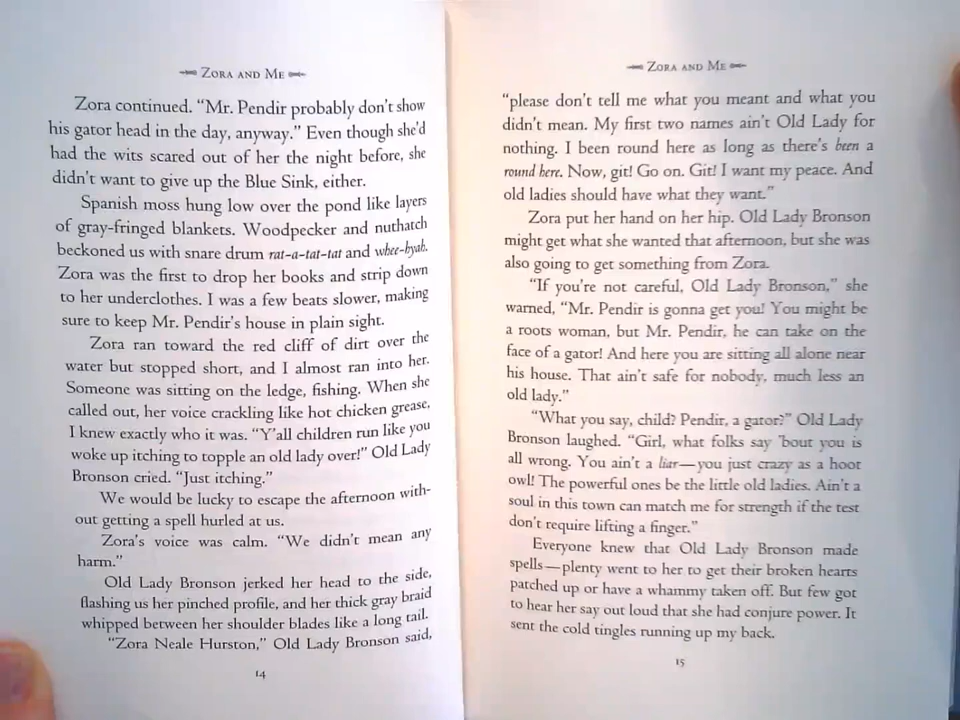 ZORA AND ME
Zora continued. “Mr. Pendir probably don’t show
his gator head in the day, anyway.” Even though she’d
had the wits scared out of her the night before, she
didn’t want to give up the Blue Sink, either.
Spanish moss hung low over the pond like layers
of gray-fringed blankets. Woodpecker and nuthatch
beckoned us with snare drum rat-a-tat-tat and whee-hyah.
Zora was the first to drop her books and strip down
to her underclothes. I was a few beats slower, making
sure to keep Mr. Pendir’s house in plain sight.
Zora ran toward the red cliff of dirt over the
water but stopped short, and I almost ran into her.
Someone was sitting on the ledge, fishing. When she
called out, her voice crackling like hot chicken grease,
I knew exactly who it was. “Y’all children run like you
woke up itching to topple an old lady over!” Old Lady
Bronson cried. “Just itching.”
We would be lucky to escape the afternoon with-
out getting a spell hurled at us.
Zora’s voice was calm. “We didn’t mean any
harm.”
Old Lady Bronson jerked her head to the side,
flashing us her pinched profile, and her thick gray braid
whipped between her shoulder blades like a long tail.
“Zora Neale Hurston,” Old Lady Bronson said,
14
ZORA AND ME
“please don’t tell me what you meant and what you
didn’t mean. My first two names ain’t Old Lady for
nothing. I been round here as long as there’s been a
round here. Now, git! Go on. Git! I want my peace. And
old ladies should have what they want.”
Zora put her hand on her hip. Old Lady Bronson
might get what she wanted that afternoon, but she was
also going to get something from Zora.
“If you’re not careful, Old Lady Bronson,” she
warned, “Mr. Pendir is gonna get you! You might be
a roots woman, but Mr. Pendir, he can take on the
face of a gator! And here you are sitting all alone near
his house. That ain’t safe for nobody, much less an
old lady.”
“What you say, child? Pendir, a gator?” Old Lady
Bronson laughed. “Girl, what folks say ’bout you is
all wrong. You ain’t a liar—you just crazy as a hoot
owl! The powerful ones be the little old ladies. Ain’t a
soul in this town can match me for strength if the test
don’t require lifting a finger.”
Everyone knew that Old Lady Bronson made
spells—plenty went to her to get their broken hearts
patched up or have a whammy taken off. But few got
to hear her say out loud that she had conjure power. It
sent the cold tingles running up my back.
15